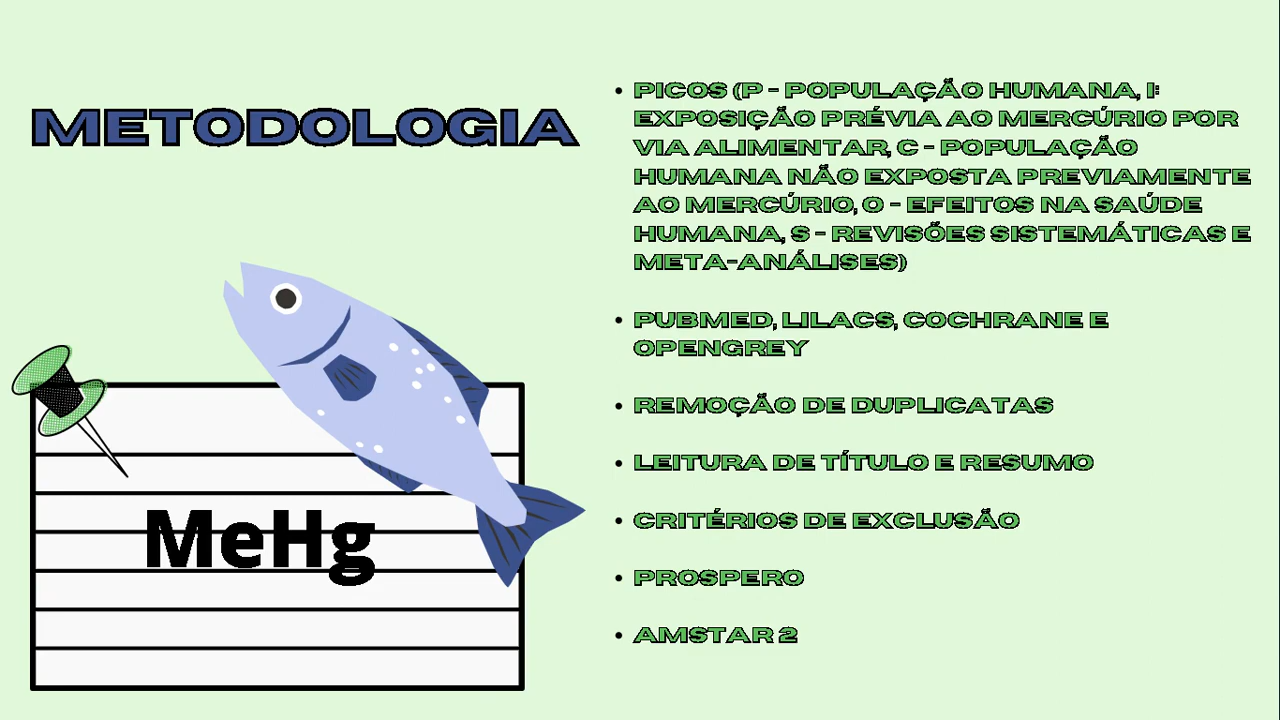 METODOLOGIA
• PICOS (P - POPULAÇÃO HUMANA, I:
EXPOSIÇÃO PRÉVIA AO MERCÚRIO POR
VIA ALIMENTAR, C - POPULAÇÃO
HUMANA NÃO EXPOSTA PREVIAMENTE
AO MERCÚRIO, O - EFEITOS NA SAÚDE
HUMANA, S - REVISÕES SISTEMÁTICAS E
META-ANÁLISES)
• PUBMED, LILACS, COCHRANE E
OPENGREY
• REMOÇÃO DE DUPLICATAS
• LEITURA DE TÍTULO E RESUMO
• CRITÉRIOS DE EXCLUSÃO
• PROSPERO
• AMSTAR 2
MeHg